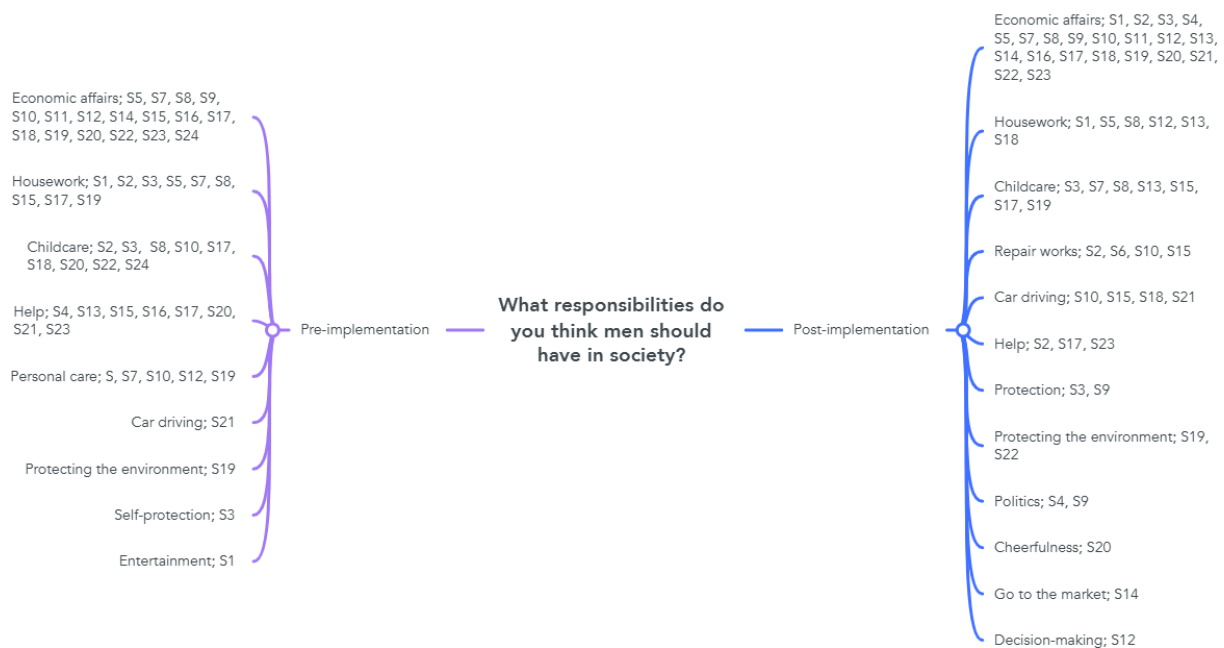 What responsibilities do
you think men should
have in society?
Pre-implementation
Economic affairs; S5, S7, S8, S9,
S10, S11, S12, S14, S15, S16, S17,
S18, S19, S20, S22, S23, S24
Housework; S1, S2, S3, S5, S7, S8,
S15, S17, S19
Childcare; S2, S3, S8, S10, S17,
S18, S20, S22, S24
Help; S4, S13, S15, S16, S17, S20,
S21, S23
Personal care; S, S7, S10, S12, S19
Car driving; S21
Protecting the environment; S19
Self-protection; S3
Entertainment; S1
Post-implementation
Economic affairs; S1, S2, S3, S4,
S5, S7, S8, S9, S10, S11, S12, S13,
S14, S16, S17, S18, S19, S20, S21,
S22, S23
Housework; S1, S5, S8, S12, S13,
S18
Childcare; S3, S7, S8, S13, S15,
S17, S19
Repair works; S2, S6, S10, S15
Car driving; S10, S15, S18, S21
Help; S2, S17, S23
Protection; S3, S9
Protecting the environment; S19,
S22
Politics; S4, S9
Cheerfulness; S20
Go to the market; S14
Decision-making; S12